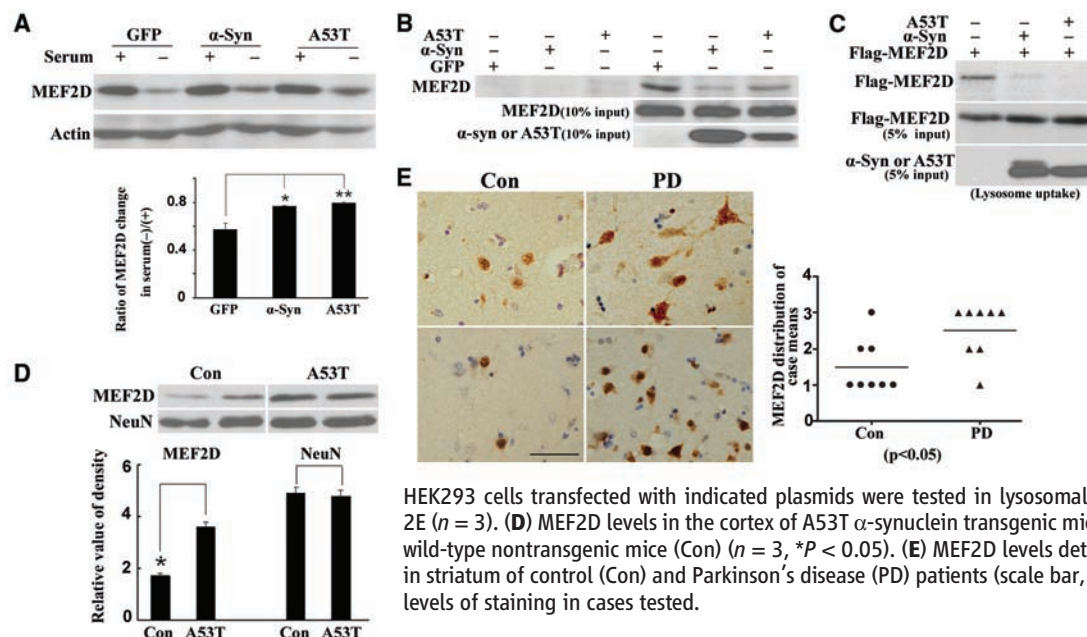 A
GFP α-Syn A53T
Serum + − + − + −
MEF2D
Actin
Ratio of MEF2D change
in serum(−)/(+)
0.8
0.4
0
* **
GFP α-Syn A53T
B
A53T − − + − − +
α-Syn − + − − + −
GFP + − − + − −
MEF2D
MEF2D(10% input)
α-syn or A53T(10% input)
C
A53T − − +
α-Syn − + −
Flag-MEF2D + + +
Flag-MEF2D
Flag-MEF2D
(5% input)
α-Syn or A53T
(5% input)
(Lysosome uptake)
D
Con A53T
MEF2D
NeuN
MEF2D NeuN
Relative value of density
6
4
2
0
*
Con A53T Con A53T
E
Con PD
MEF2D distribution of
case means
4
3
2
1
0
Con PD
(p<0.05)
HEK293 cells transfected with indicated plasmids were tested in lysosomal
2E (n = 3). (D) MEF2D levels in the cortex of A53T α-synuclein transgenic mic
wild-type nontransgenic mice (Con) (n = 3, *P < 0.05). (E) MEF2D levels det
in striatum of control (Con) and Parkinson's disease (PD) patients (scale bar,
levels of staining in cases tested.